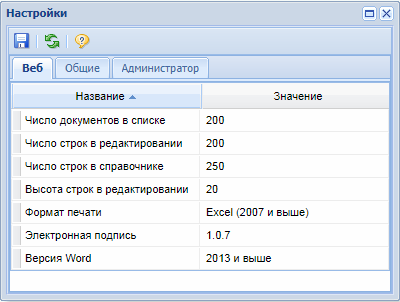 Настройки
Веб Общие Администратор
Название Значение
Число документов в списке 200
Число строк в редактировании 200
Число строк в справочнике 250
Высота строк в редактировании 20
Формат печати Excel (2007 и выше)
Электронная подпись 1.0.7
Версия Word 2013 и выше